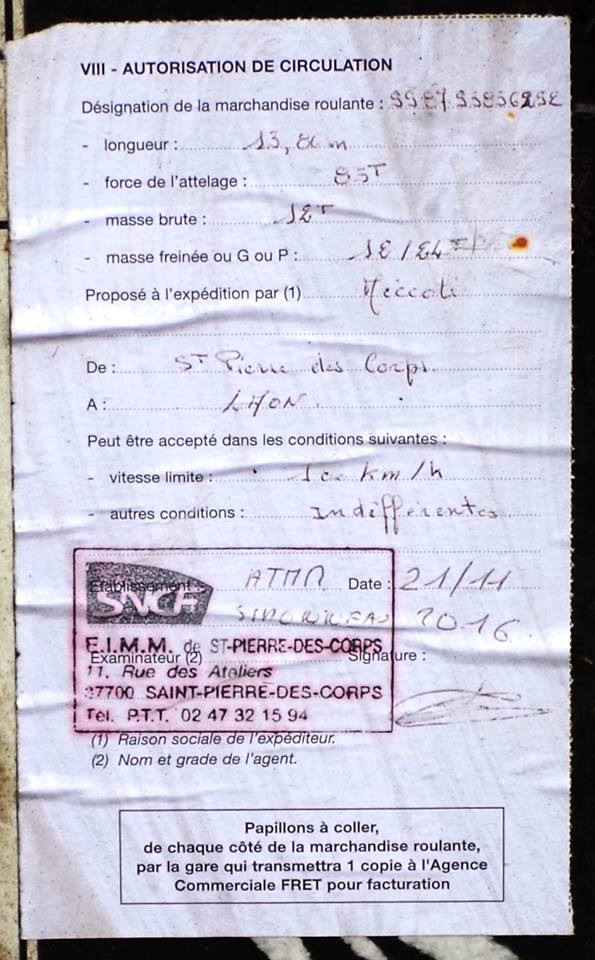 VIII - AUTORISATION DE CIRCULATION
Désignation de la marchandise roulante :
- longueur : 13,80 m
- force de l'attelage : 85T
- masse brute : 12T
- masse freinée ou G ou P :
Proposé à l'expédition par (1) Meccoli
De : ST Pierre des Corps
A : LYON
Peut être accepté dans les conditions suivantes :
- vitesse limite : 100 km/h
- autres conditions : Indifférentes
Etablissement : ATMM Date : 21/11
SNCF 2016
E.I.M.M. de ST-PIERRE-DES-CORPS
Examinateur (2) Signature :
11, Rue des Ateliers
37700 SAINT-PIERRE-DES-CORPS
Tél. P.T.T. 02 47 32 15 94
(1) Raison sociale de l'expéditeur.
(2) Nom et grade de l'agent.
Papillons à coller,
de chaque côté de la marchandise roulante,
par la gare qui transmettra 1 copie à l'Agence
Commerciale FRET pour facturation